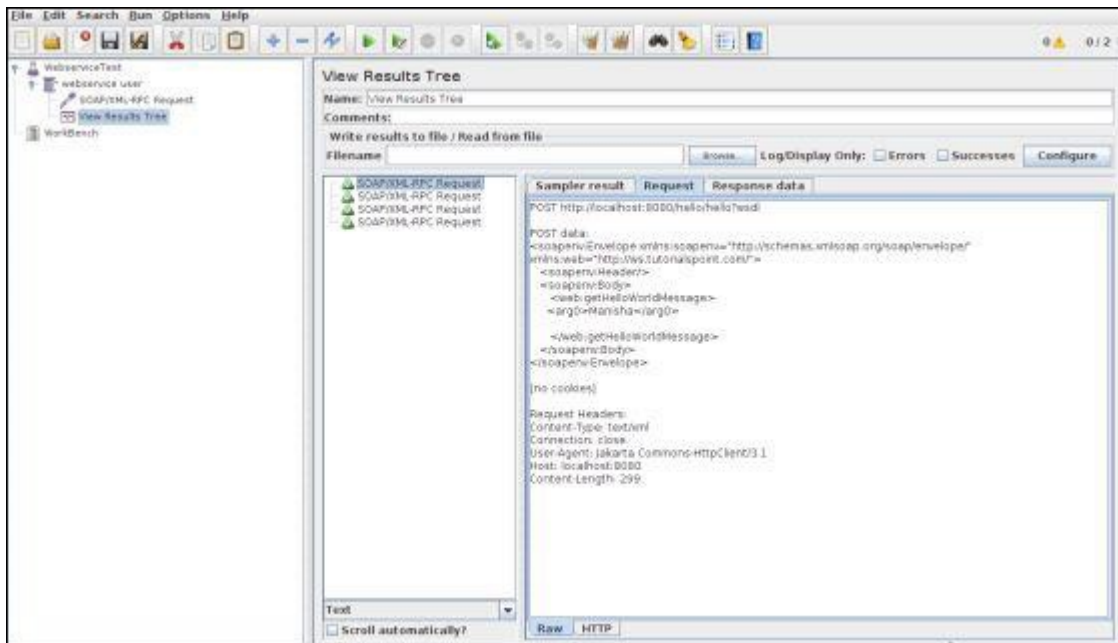 File Edit Search Run Options Help
0 0 / 2
WebserviceTest
webservice user
SOAP/XML-RPC Request
View Results Tree
WorkBench
View Results Tree
Name: View Results Tree
Comments:
Write results to file / Read from file
Filename Browse... Log/Display Only: Errors Successes Configure
SOAP/XML-RPC Request
SOAP/XML-RPC Request
SOAP/XML-RPC Request
SOAP/XML-RPC Request
Text
Scroll automatically?
Sampler result Request Response data
POST http://localhost:8080/hello/hello?wsdl
POST data:
<soapenv:Envelope xmlns:soapenv="http://schemas.xmlsoap.org/soap/envelope/"
xmlns:web="http://ws.tutorialspoint.com/">
<soapenv:Header/>
<soapenv:Body>
<web:getHelloWorldMessage>
<arg0>Manisha</arg0>
</web:getHelloWorldMessage>
</soapenv:Body>
</soapenv:Envelope>
[no cookies]
Request Headers:
Content-Type: text/xml
Connection: close
User-Agent: Jakarta Commons-HttpClient/3.1
Host: localhost:8080
Content-Length: 299
Raw HTTP